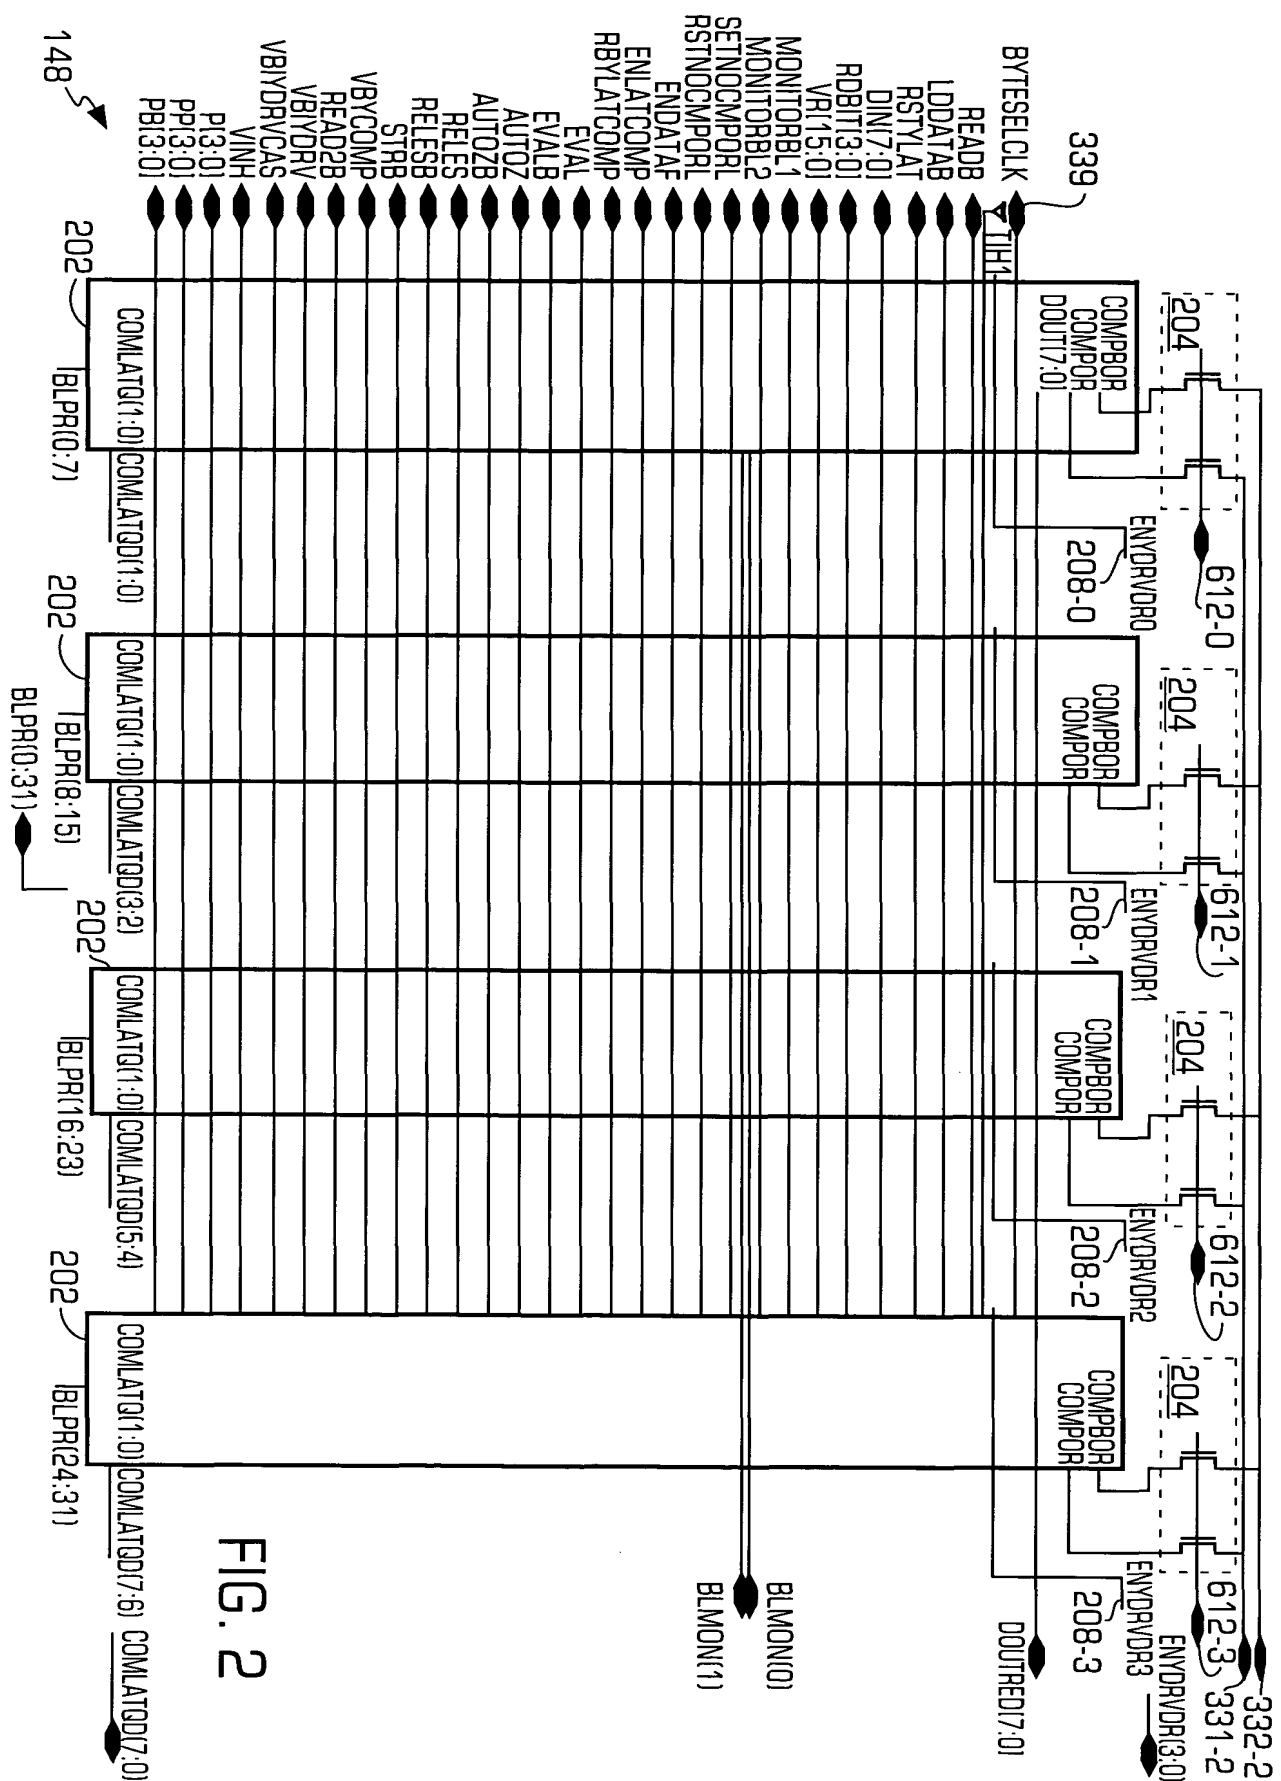 148
BYTESELCLK
339
TIH1
READB
LDDATAB
RSTYLAT
DIN[7:0]
RDBIT[3:0]
VR[15:0]
MONITORBL1
MONITORBL2
SETNOCMPORL
RSTNOCMPORL
ENDATAF
ENLATCOMP
RBYLATCOMP
EVAL
EVALB
AUTOZ
AUTOZB
RELES
RELESB
STRB
VBYCOMP
READ2B
VBIYDRV
VBIYDRVCAS
VINH
P[3:0]
PP[3:0]
PB[3:0]
204
612-0
COMPBOR
COMPOR
DOUT[7:0]
ENYDRVDR0
208-0
202
COMLATQ(1:0)
COMLATQD(1:0)
BLPR(0:7)
204
612-1
COMPBOR
COMPOR
ENYDRVDR1
208-1
202
COMLATQ(1:0)
COMLATQD(3:2)
BLPR(8:15)
BLPR(0:31)
204
612-2
COMPBOR
COMPOR
ENYDRVDR2
208-2
202
COMLATQ(1:0)
COMLATQD(5:4)
BLPR(16:23)
204
612-3
COMPBOR
COMPOR
ENYDRVDR3
208-3
202
COMLATQ(1:0)
COMLATQD(7:6)
BLPR(24:31)
332-2
331-2
ENYDRVDR(3:0)
DOUTRED[7:0]
BLMON(0)
BLMON(1)
COMLATQD(7:0)
FIG. 2